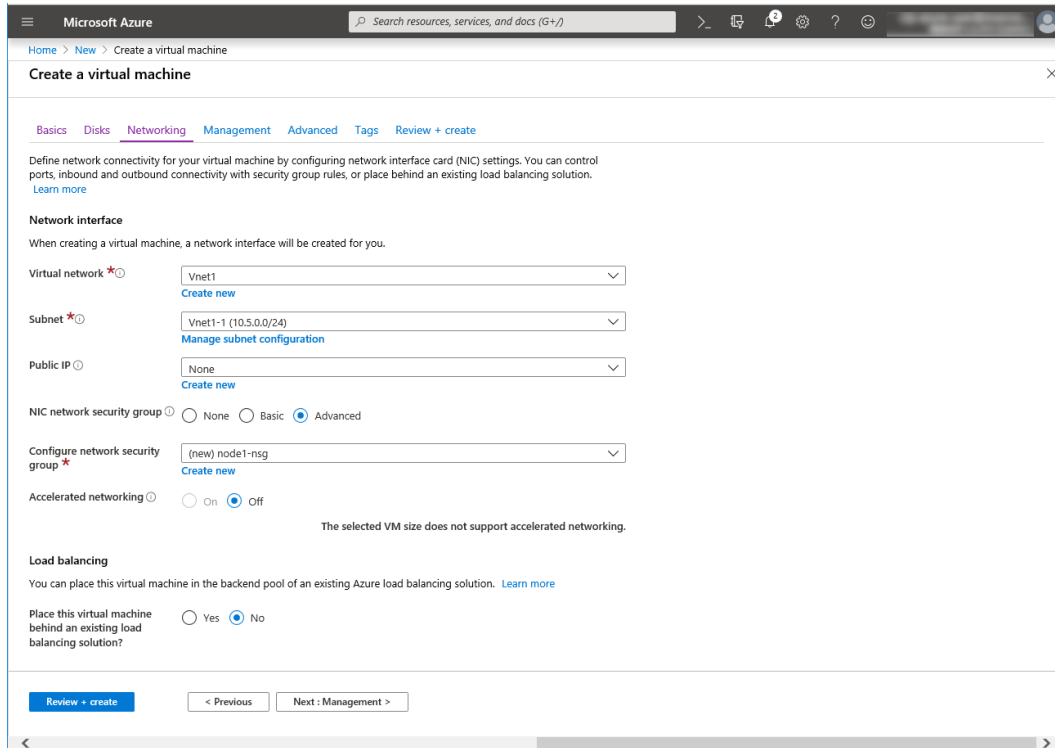 Microsoft Azure
Search resources, services, and docs (G+/)
2
Home > New > Create a virtual machine
Create a virtual machine
Basics Disks Networking Management Advanced Tags Review + create
Define network connectivity for your virtual machine by configuring network interface card (NIC) settings. You can control
ports, inbound and outbound connectivity with security group rules, or place behind an existing load balancing solution.
Learn more
Network interface
When creating a virtual machine, a network interface will be created for you.
Virtual network *
Vnet1
Create new
Subnet *
Vnet1-1 (10.5.0.0/24)
Manage subnet configuration
Public IP
None
Create new
NIC network security group
None Basic Advanced
Configure network security
group *
(new) node1-nsg
Create new
Accelerated networking
On Off
The selected VM size does not support accelerated networking.
Load balancing
You can place this virtual machine in the backend pool of an existing Azure load balancing solution. Learn more
Place this virtual machine
behind an existing load
balancing solution?
Yes No
Review + create
< Previous
Next : Management >